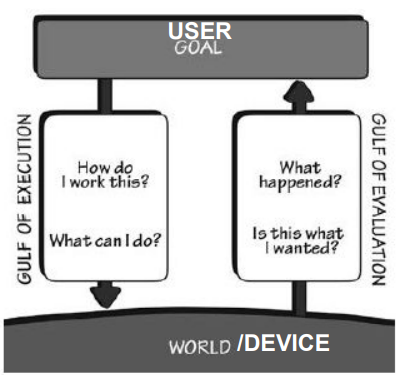 USER
GOAL
GULF OF EXECUTION
How do
I work this?
What can I do?
What
happened?
Is this what
I wanted?
GULF OF EVALUATION
WORLD /DEVICE